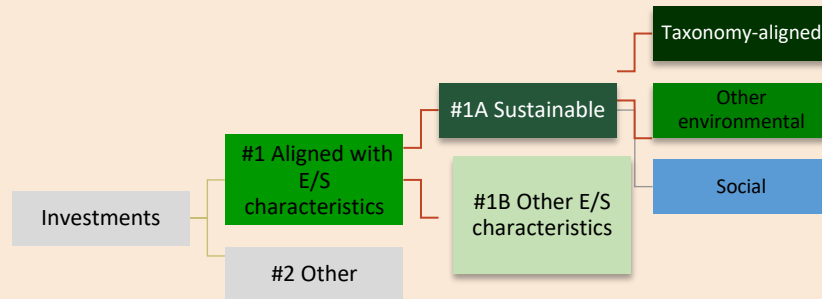 Taxonomy-aligned
#1A Sustainable
Other
environmental
#1 Aligned with
E/S
characteristics
#1B Other E/S
characteristics
Social
Investments
#2 Other